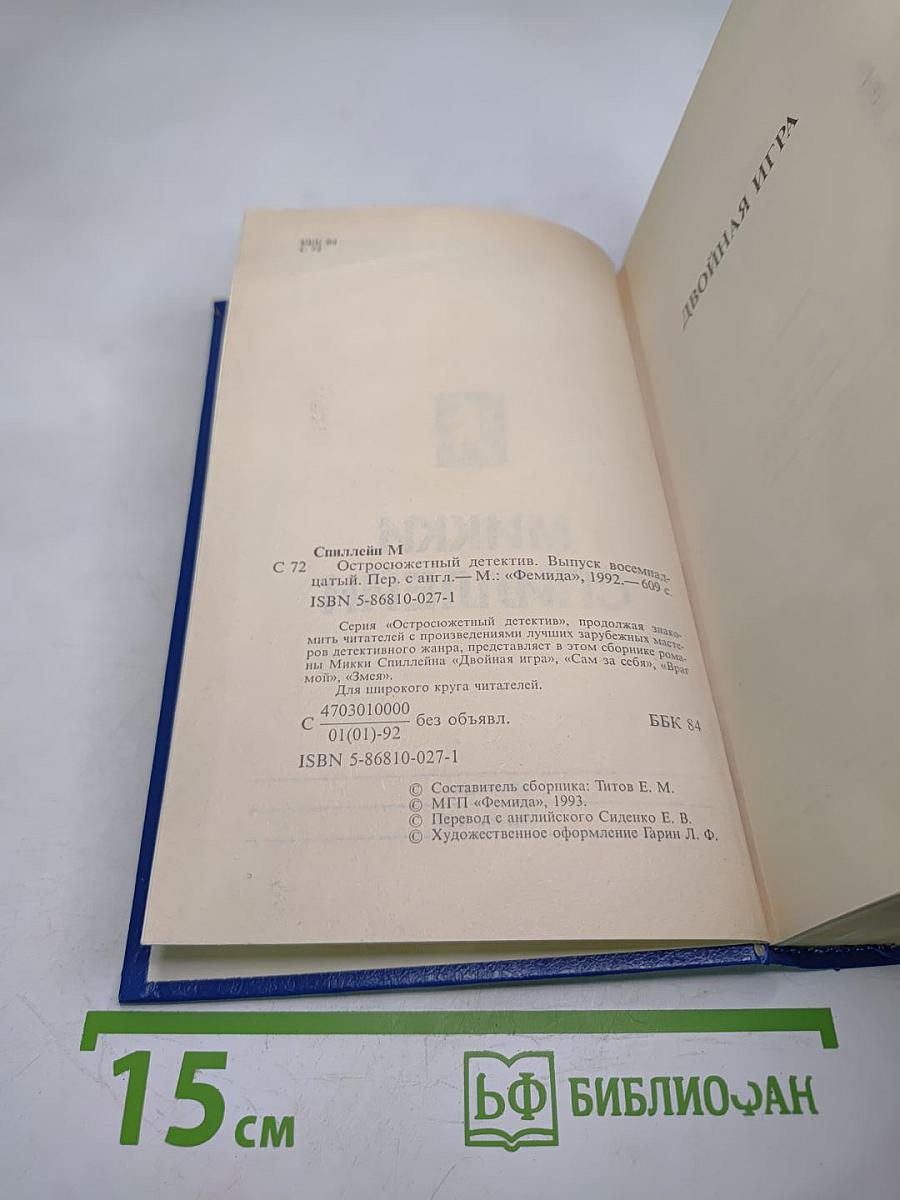 ББК 84
С 72
Спиллейн М
С 72 Остросюжетный детектив. Выпуск восемнад-
цатый. Пер. с англ.— М.: «Фемида», 1992.— 609 с.
ISBN 5-86810-027-1
Серия «Остросюжетный детектив», продолжая знако-
мить читателей с произведениями лучших зарубежных масте-
ров детективного жанра, представляет в этом сборнике рома-
ны Микки Спиллейна «Двойная игра», «Сам за себя», «Враг
мой», «Змея».
Для широкого круга читателей.
С 4703010000 без объявл. ББК 84
01(01)-92
ISBN 5-86810-027-1
© Составитель сборника: Титов Е. М.
© МГП «Фемида», 1993.
© Перевод с английского Сиденко Е. В.
© Художественное оформление Гарин Л. Ф.
ДВОЙНАЯ ИГРА
15 см
БФ БИБЛИОФАН